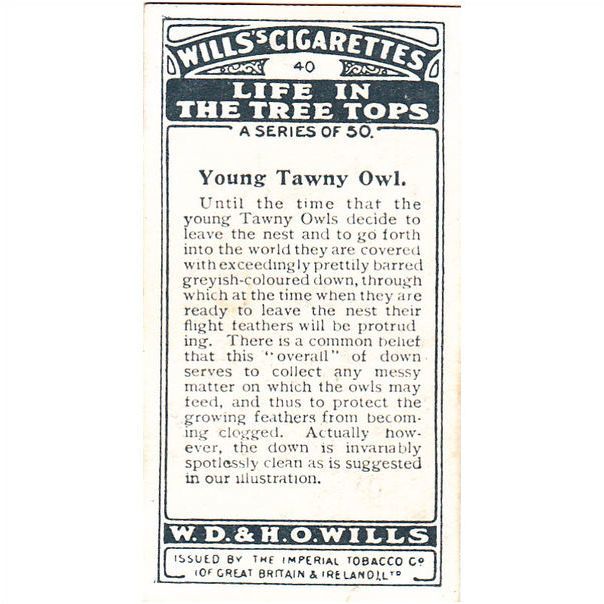 WILLS'S CIGARETTES
40
LIFE IN
THE TREE TOPS
A SERIES OF 50.
Young Tawny Owl.
Until the time that the
young Tawny Owls decide to
leave the nest and to go forth
into the world they are covered
with exceedingly prettily barred
greyish-coloured down, through
which at the time when they are
ready to leave the nest their
flight feathers will be protrud
ing. There is a common belief
that this "overall" of down
serves to collect any messy
matter on which the owls may
feed, and thus to protect the
growing feathers from becom-
ing clogged. Actually how-
ever, the down is invariably
spotlessly clean as is suggested
in our illustration.
W.D. & H.O. WILLS
ISSUED BY THE IMPERIAL TOBACCO CO
(OF GREAT BRITAIN & IRELAND), LTD